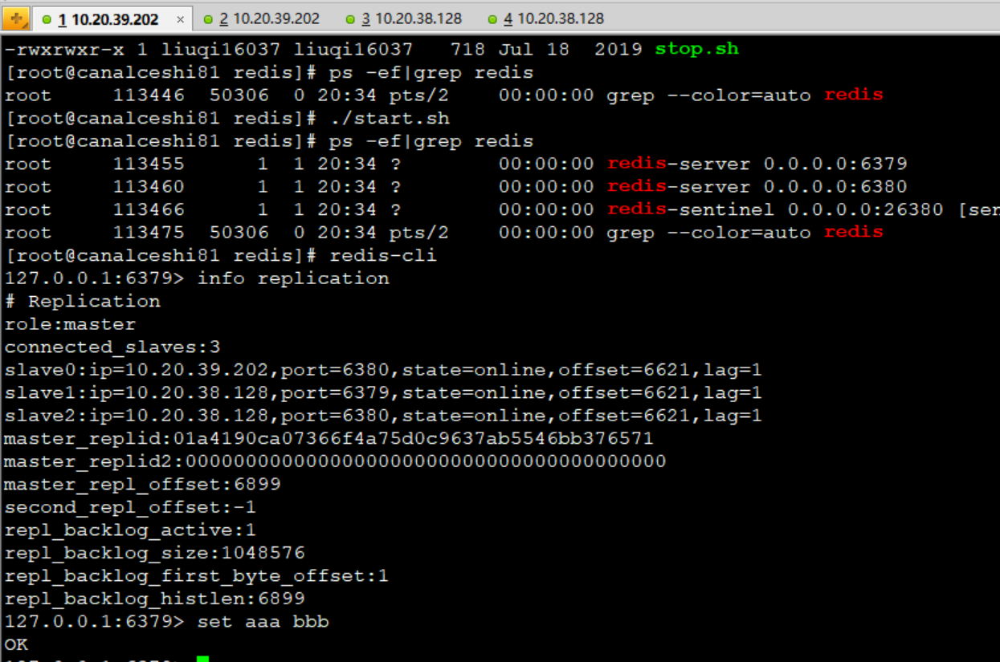 1 10.20.39.202 × 2 10.20.39.202 3 10.20.38.128 4 10.20.38.128
-rwxrwxr-x 1 liuqi16037 liuqi16037 718 Jul 18 2019 stop.sh
[root@canalceshi81 redis]# ps -ef|grep redis
root 113446 50306 0 20:34 pts/2 00:00:00 grep --color=auto redis
[root@canalceshi81 redis]# ./start.sh
[root@canalceshi81 redis]# ps -ef|grep redis
root 113455 1 1 20:34 ? 00:00:00 redis-server 0.0.0.0:6379
root 113460 1 1 20:34 ? 00:00:00 redis-server 0.0.0.0:6380
root 113466 1 1 20:34 ? 00:00:00 redis-sentinel 0.0.0.0:26380 [sen
root 113475 50306 0 20:34 pts/2 00:00:00 grep --color=auto redis
[root@canalceshi81 redis]# redis-cli
127.0.0.1:6379> info replication
# Replication
role:master
connected_slaves:3
slave0:ip=10.20.39.202,port=6380,state=online,offset=6621,lag=1
slave1:ip=10.20.38.128,port=6379,state=online,offset=6621,lag=1
slave2:ip=10.20.38.128,port=6380,state=online,offset=6621,lag=1
master_replid:01a4190ca07366f4a75d0c9637ab5546bb376571
master_replid2:0000000000000000000000000000000000000000
master_repl_offset:6899
second_repl_offset:-1
repl_backlog_active:1
repl_backlog_size:1048576
repl_backlog_first_byte_offset:1
repl_backlog_histlen:6899
127.0.0.1:6379> set aaa bbb
OK